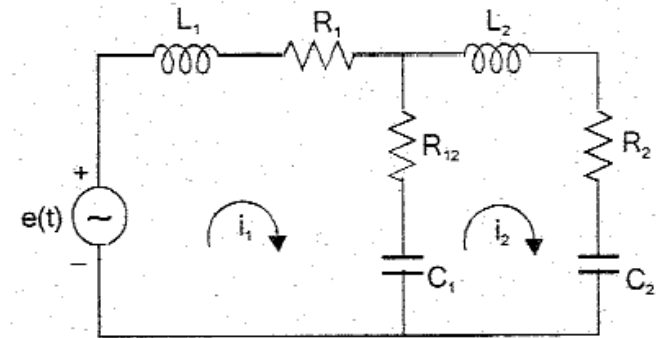 L₁ R₁ L₂
R₁₂ R₂
+
e(t) ~ i₁ i₂
–
C₁ C₂